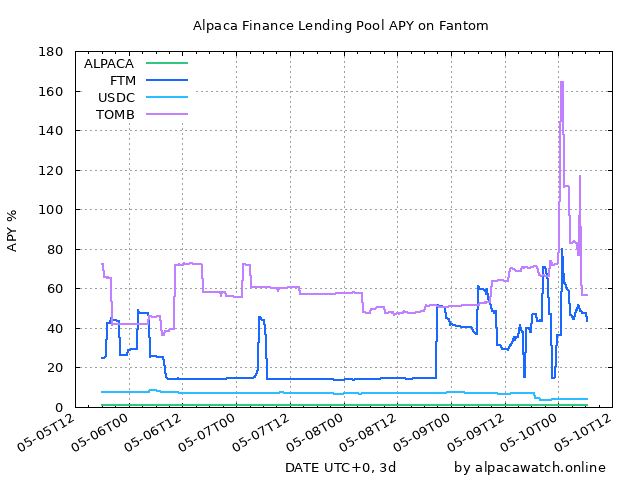 Alpaca Finance Lending Pool APY on Fantom
180
160
140
120
100
80
60
40
20
0
APY %
ALPACA
FTM
USDC
TOMB
05-05T12
05-06T00
05-06T12
05-07T00
05-07T12
05-08T00
05-08T12
05-09T00
05-09T12
05-10T00
05-10T12
DATE UTC+0, 3d
by alpacawatch.online